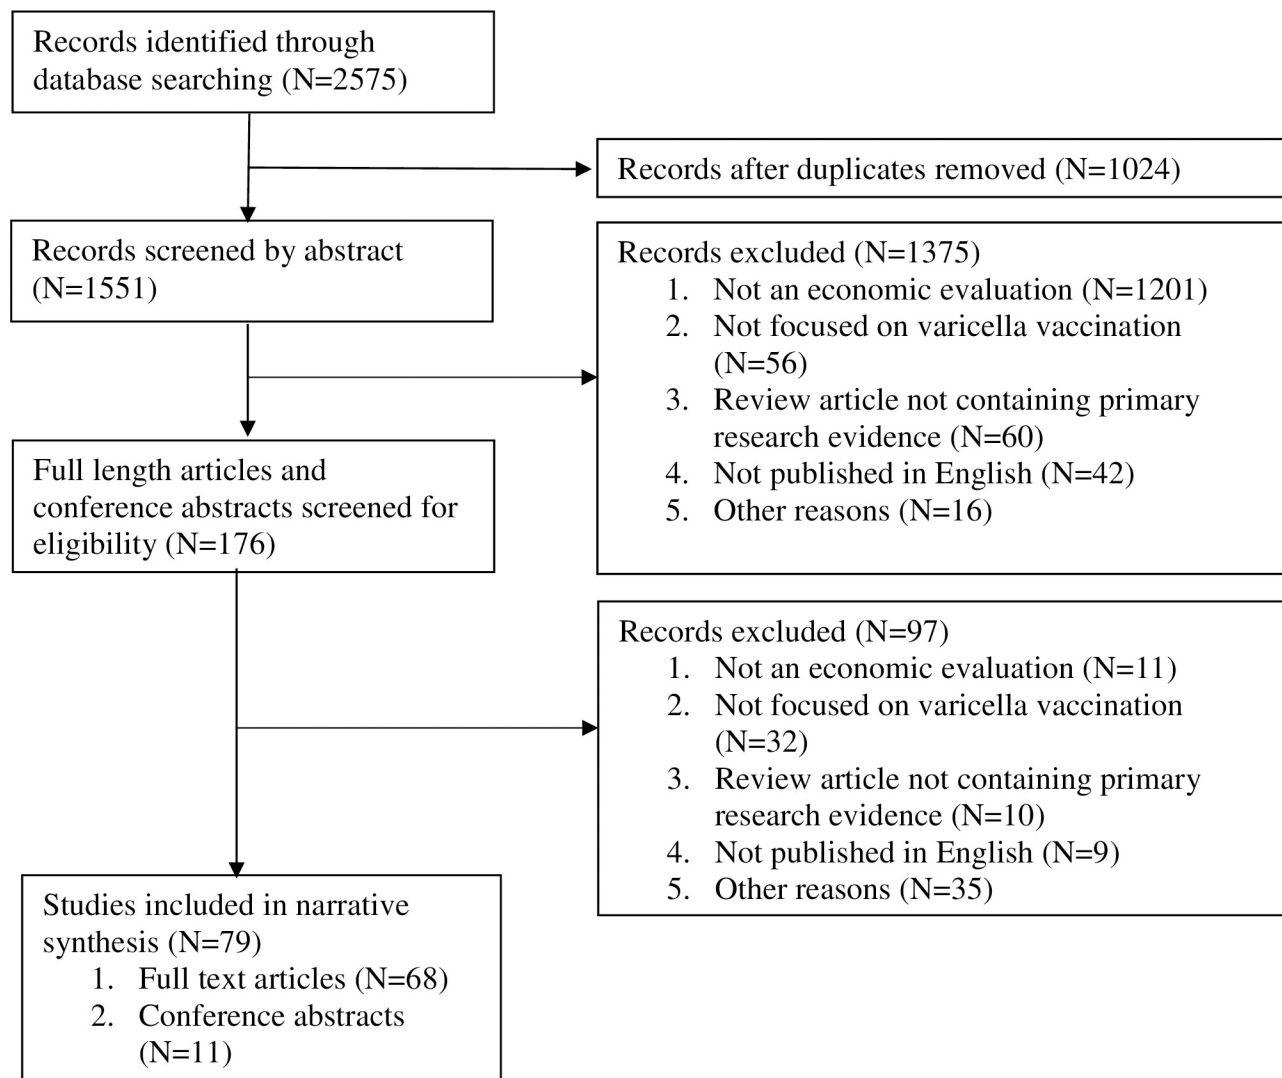 Records identified through
database searching (N=2575)
Records after duplicates removed (N=1024)
Records screened by abstract
(N=1551)
Records excluded (N=1375)
1. Not an economic evaluation (N=1201)
2. Not focused on varicella vaccination
(N=56)
3. Review article not containing primary
research evidence (N=60)
4. Not published in English (N=42)
5. Other reasons (N=16)
Full length articles and
conference abstracts screened for
eligibility (N=176)
Records excluded (N=97)
1. Not an economic evaluation (N=11)
2. Not focused on varicella vaccination
(N=32)
3. Review article not containing primary
research evidence (N=10)
4. Not published in English (N=9)
5. Other reasons (N=35)
Studies included in narrative
synthesis (N=79)
1. Full text articles (N=68)
2. Conference abstracts
(N=11)